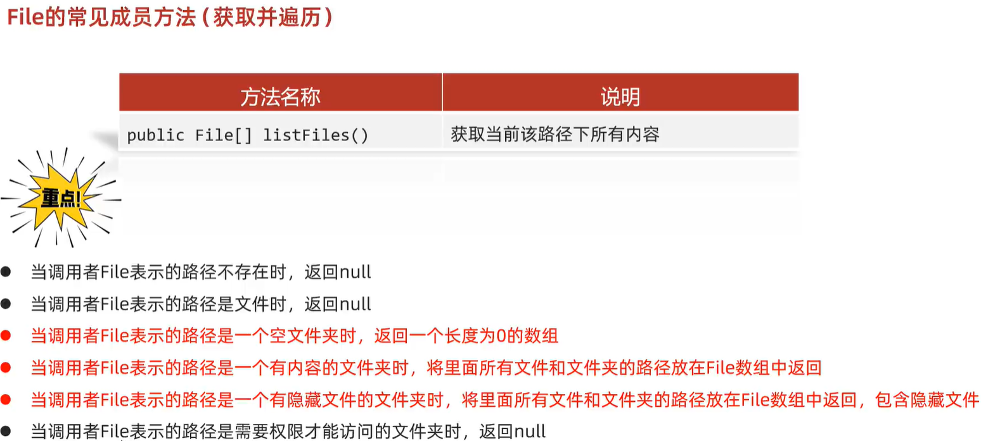 File的常见成员方法(获取并遍历)
方法名称 说明
public File[] listFiles() 获取当前该路径下所有内容
重点!
当调用者File表示的路径不存在时，返回null
当调用者File表示的路径是文件时，返回null
当调用者File表示的路径是一个空文件夹时，返回一个长度为0的数组
当调用者File表示的路径是一个有内容的文件夹时，将里面所有文件和文件夹的路径放在File数组中返回
当调用者File表示的路径是一个有隐藏文件的文件夹时，将里面所有文件和文件夹的路径放在File数组中返回，包含隐藏文件
当调用者File表示的路径是需要权限才能访问的文件夹时，返回null